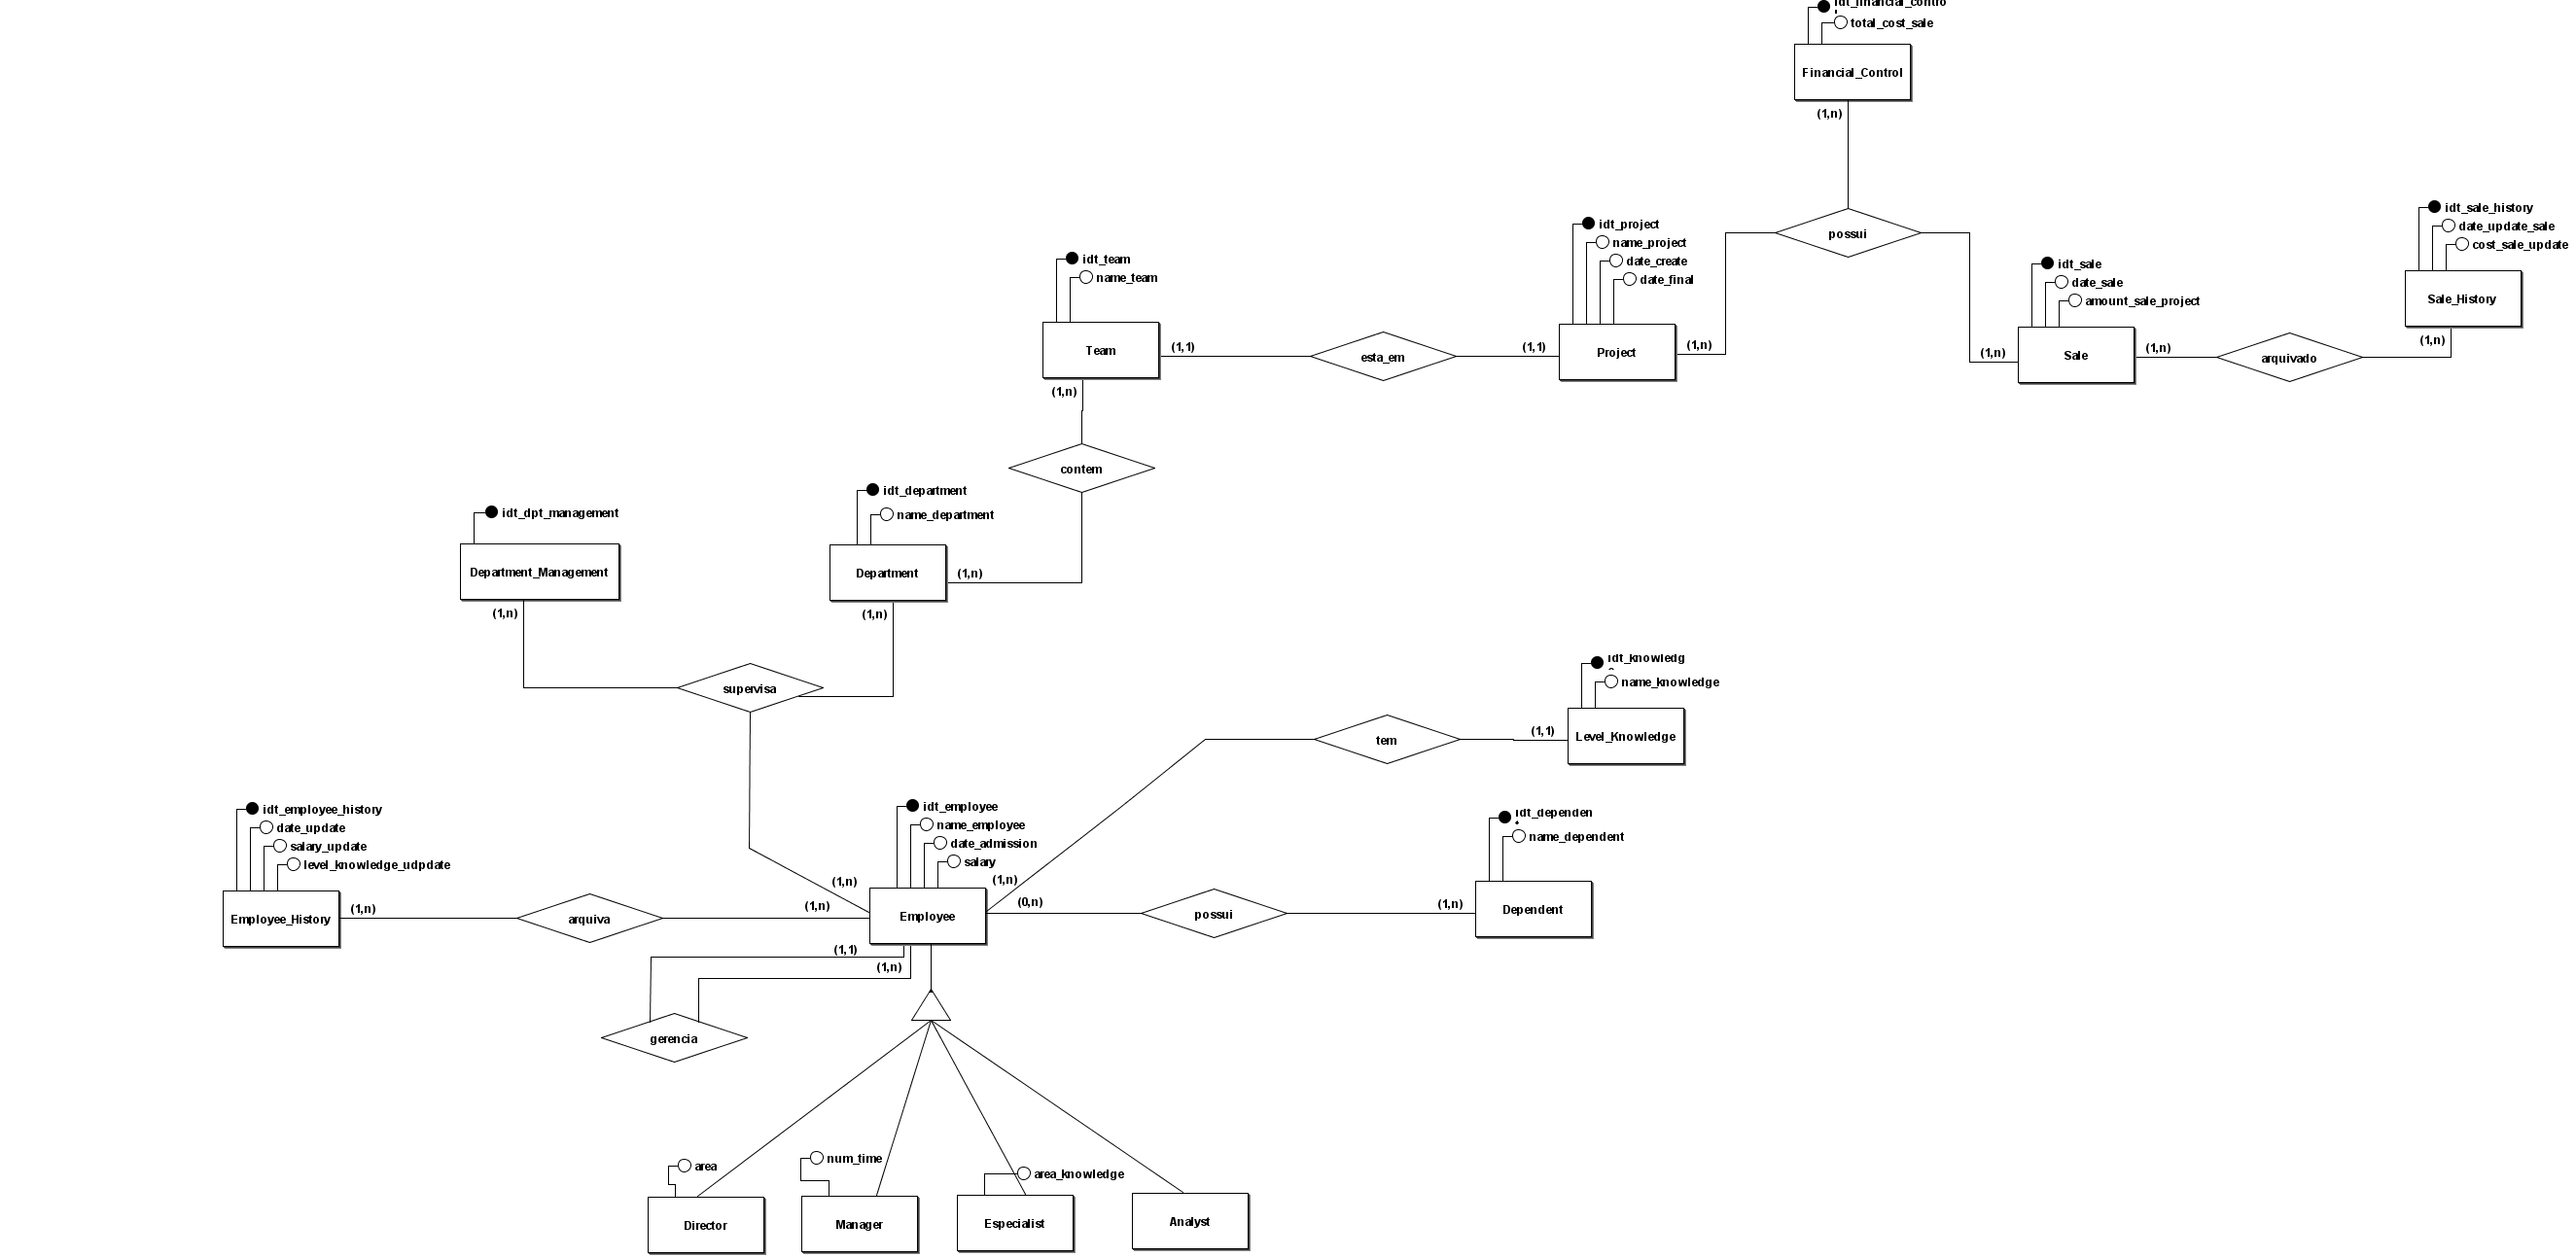 idt_financial_contro
total_cost_sale
Financial_Control
(1,n)
possui
idt_sale_history
date_update_sale
cost_sale_update
Sale_History
(1,n)
idt_project
name_project
date_create
date_final
Project
(1,1)
(1,n)
idt_sale
date_sale
amount_sale_project
Sale
(1,n)
(1,n)
arquivado
idt_team
name_team
Team
(1,1)
(1,n)
esta_em
contem
idt_department
name_department
Department
(1,n)
(1,n)
idt_dpt_management
Department_Management
(1,n)
supervisa
idt_knowledg
name_knowledge
Level_Knowledge
(1,1)
tem
idt_employee_history
date_update
salary_update
level_knowledge_udpdate
Employee_History
(1,n)
arquiva
idt_employee
name_employee
date_admission
salary
Employee
(1,n)
(1,n)
(1,n)
(0,n)
(1,1)
(1,n)
possui
idt_dependen
name_dependent
Dependent
(1,n)
gerencia
area
Director
num_time
Manager
area_knowledge
Especialist
Analyst